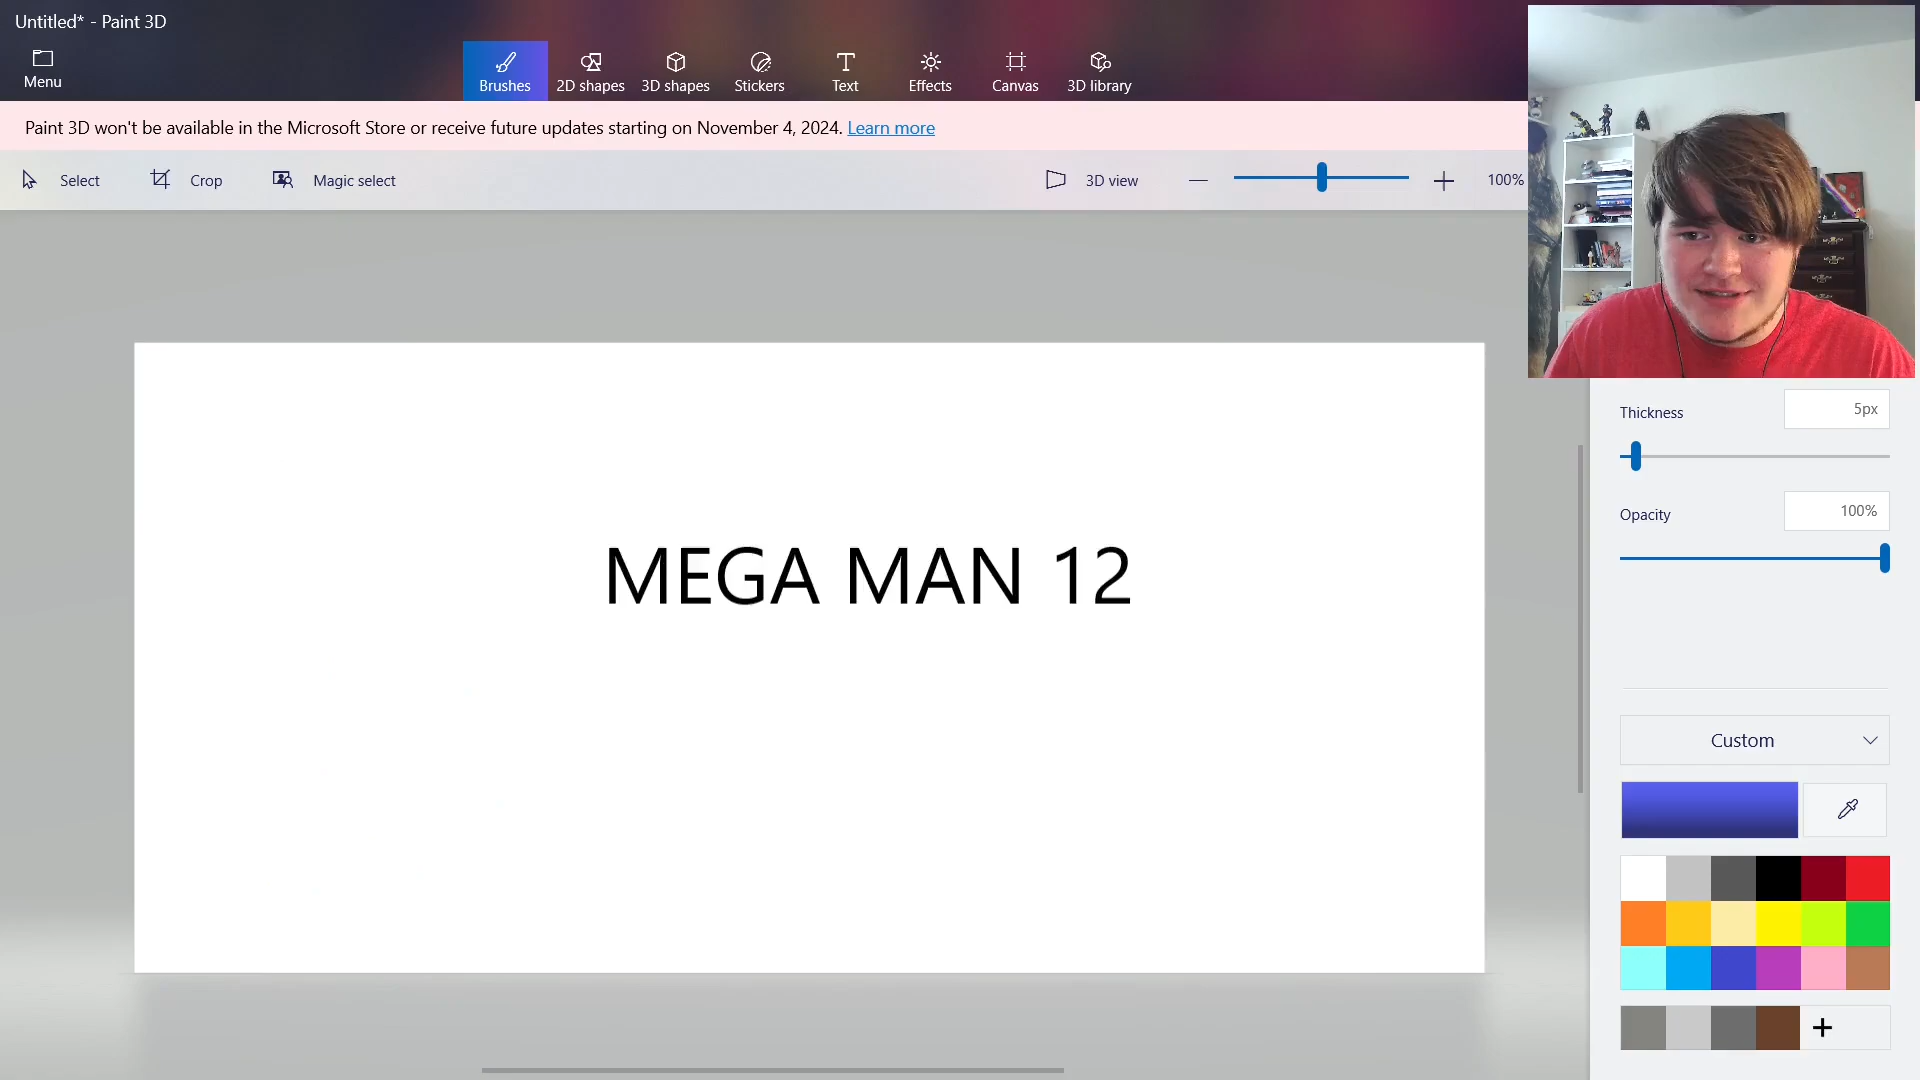 Untitled* - Paint 3D
Menu
Brushes
2D shapes
3D shapes
Stickers
Text
Effects
Canvas
3D library
Paint 3D won't be available in the Microsoft Store or receive future updates starting on November 4, 2024. Learn more
Select
Crop
Magic select
3D view
100%
Thickness
5px
Opacity
100%
MEGA MAN 12
Custom